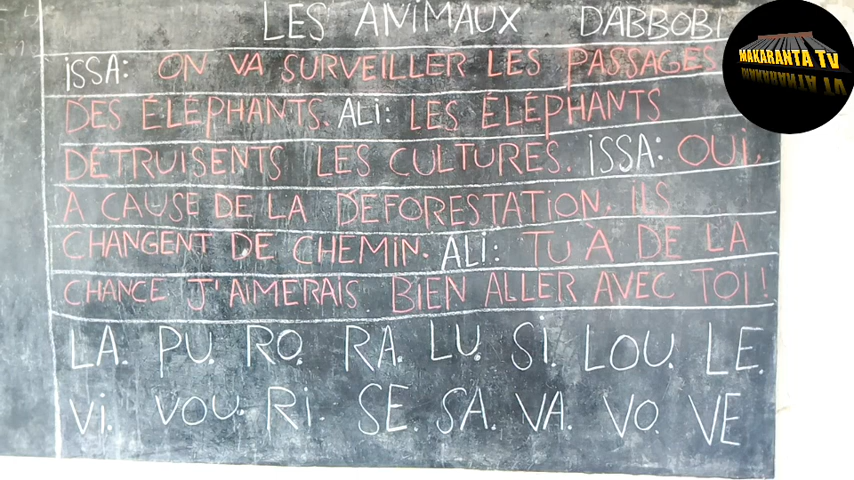 LES ANiMAUX DABBOBi
iSSA: ON VA SURVEILLER LES PASSAGES
DES ÉLÉPHANTS. ALi: LES ÉLÉPHANTS
DÉTRUISENTS LES CULTURES. iSSA: OUi,
À CAUSE DE LA DÉFORESTATiON. iLS
CHANGENT DE CHEMiN. ALi: TU À DE LA
CHANCE J'AiMERAiS BiEN ALLER AVEC TOi!
LA. PU. RO. RA. LU. Si. LOU. LE.
Vi. VOU. Ri. SE. SA. VA. VO. VE
MAKARANTA TV